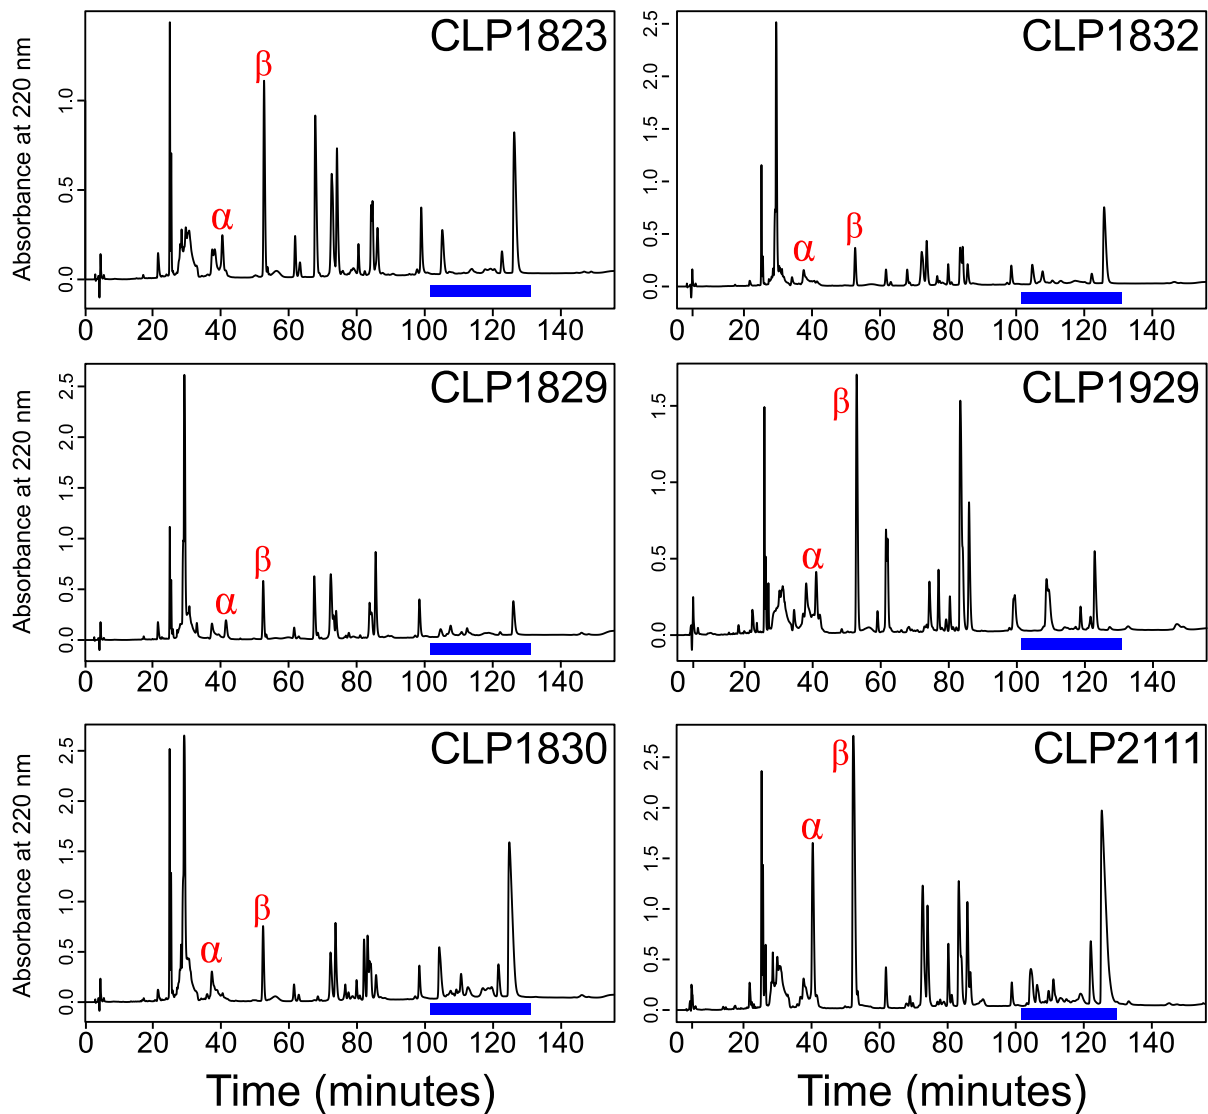 CLP1823
Absorbance at 220 nm
0.0 0.5 1.0
α
β
0 20 40 60 80 100 120 140
CLP1832
0.0 0.5 1.0 1.5 2.0 2.5
α
β
0 20 40 60 80 100 120 140
CLP1829
Absorbance at 220 nm
0.0 0.5 1.0 1.5 2.0 2.5
α
β
0 20 40 60 80 100 120 140
CLP1929
0.0 0.5 1.0 1.5
α
β
0 20 40 60 80 100 120 140
CLP1830
Absorbance at 220 nm
0.0 0.5 1.0 1.5 2.0 2.5
α
β
0 20 40 60 80 100 120 140
Time (minutes)
CLP2111
0.0 0.5 1.0 1.5 2.0 2.5
α
β
0 20 40 60 80 100 120 140
Time (minutes)